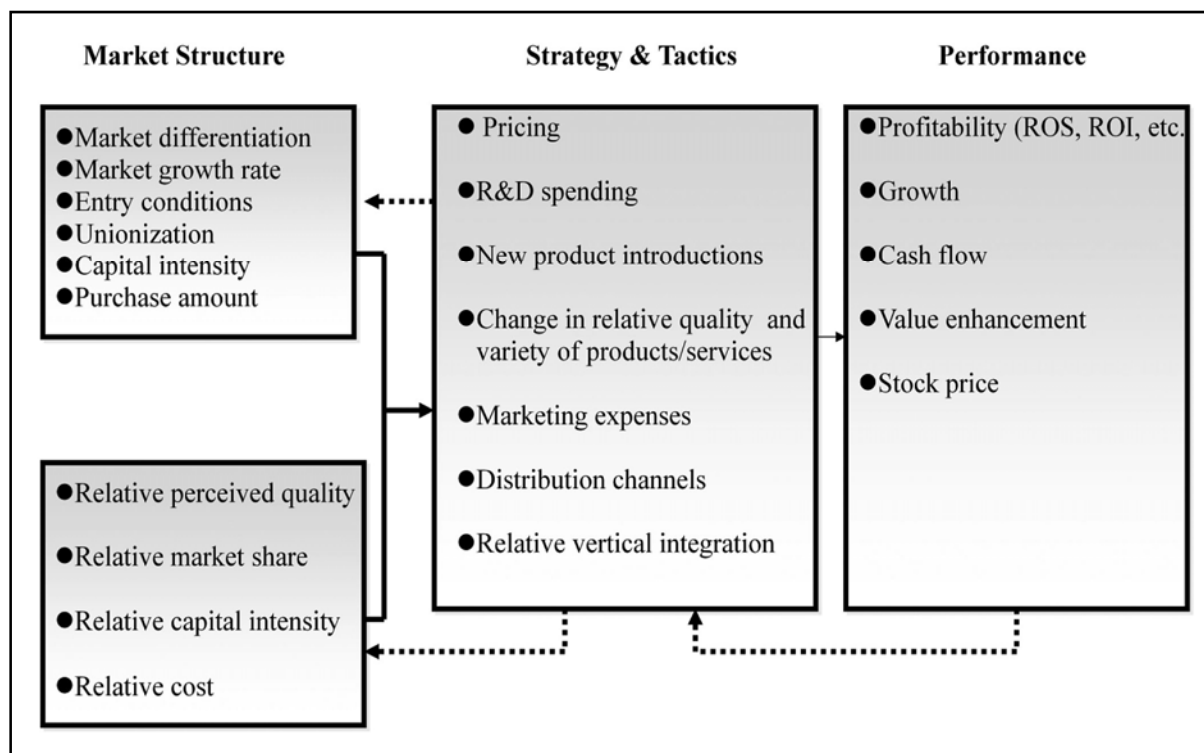 Market Structure
●Market differentiation
●Market growth rate
●Entry conditions
●Unionization
●Capital intensity
●Purchase amount
●Relative perceived quality
●Relative market share
●Relative capital intensity
●Relative cost
Strategy & Tactics
● Pricing
●R&D spending
●New product introductions
●Change in relative quality and
variety of products/services
●Marketing expenses
●Distribution channels
●Relative vertical integration
Performance
●Profitability (ROS, ROI, etc.
●Growth
●Cash flow
●Value enhancement
●Stock price